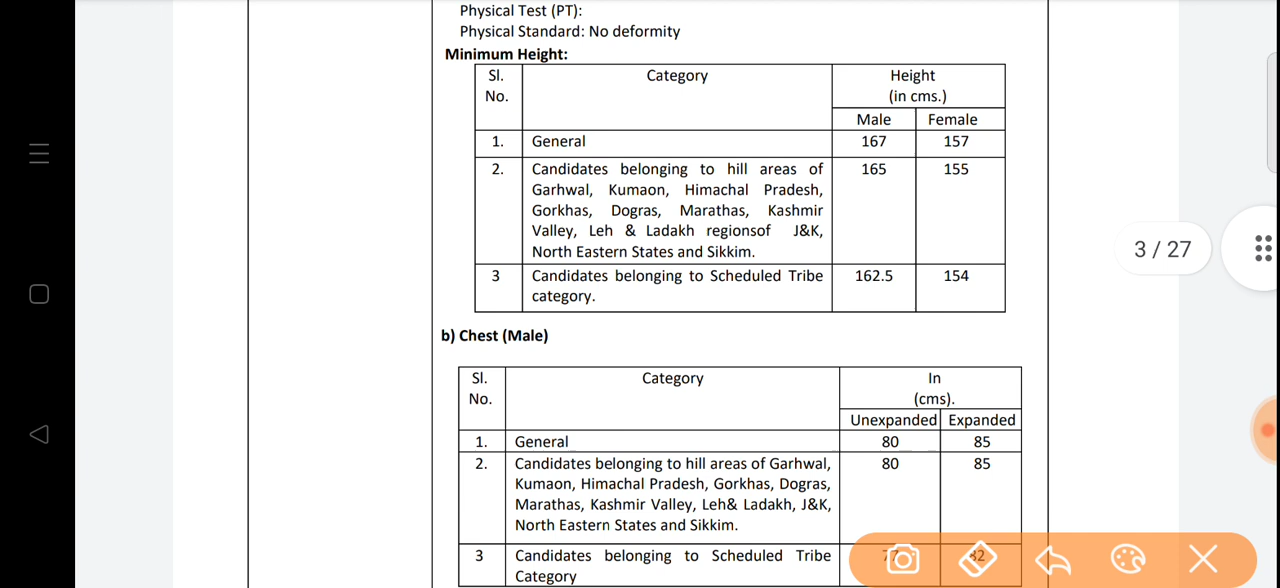 Physical Test (PT):
Physical Standard: No deformity
Minimum Height:
Sl. No. Category Height (in cms.)
Male Female
1. General 167 157
2. Candidates belonging to hill areas of 165 155
Garhwal, Kumaon, Himachal Pradesh,
Gorkhas, Dogras, Marathas, Kashmir
Valley, Leh & Ladakh regionsof J&K,
North Eastern States and Sikkim.
3 Candidates belonging to Scheduled Tribe 162.5 154
category.
3 / 27
b) Chest (Male)
Sl. No. Category In (cms).
Unexpanded Expanded
1. General 80 85
2. Candidates belonging to hill areas of Garhwal, 80 85
Kumaon, Himachal Pradesh, Gorkhas, Dogras,
Marathas, Kashmir Valley, Leh& Ladakh, J&K,
North Eastern States and Sikkim.
3 Candidates belonging to Scheduled Tribe
Category